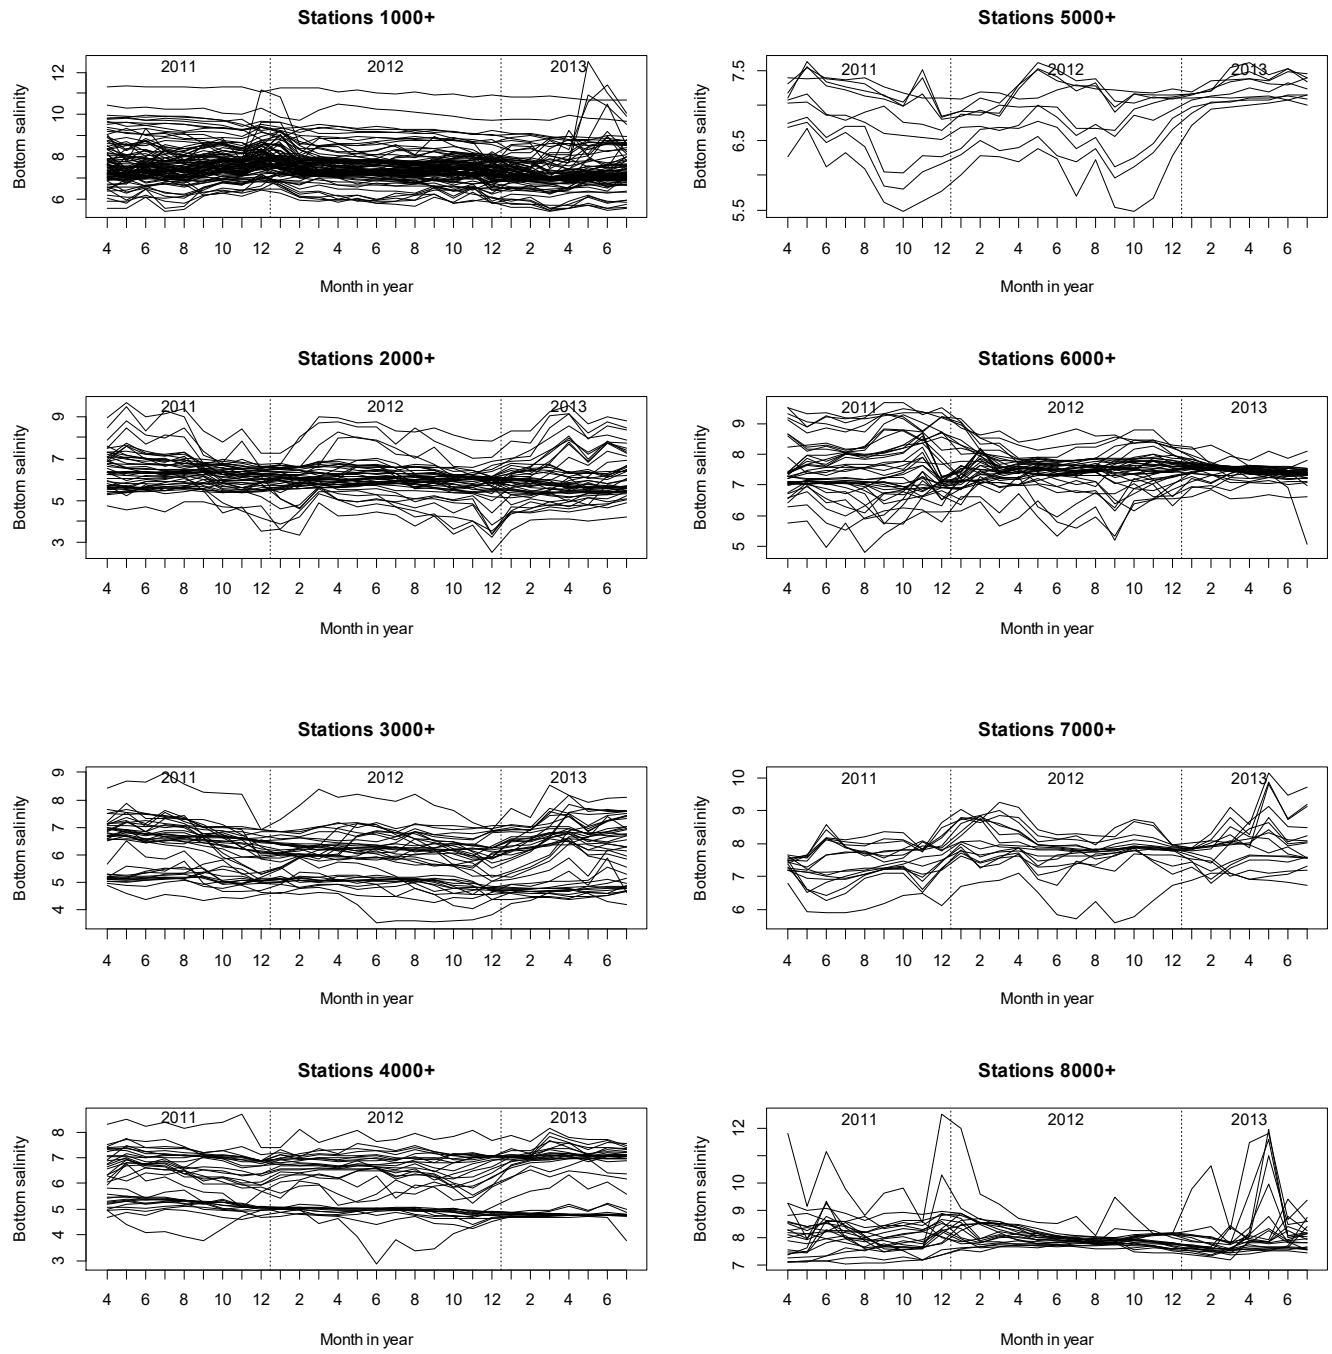 Stations 1000+
2011
2012
2013
12
10
8
6
Bottom salinity
4 6 8 10 12 2 4 6 8 10 12 2 4 6
Month in year
Stations 5000+
2011
2012
2013
7.5
6.5
5.5
Bottom salinity
4 6 8 10 12 2 4 6 8 10 12 2 4 6
Month in year
Stations 2000+
2011
2012
2013
9
7
5
3
Bottom salinity
4 6 8 10 12 2 4 6 8 10 12 2 4 6
Month in year
Stations 6000+
2011
2012
2013
9
8
7
6
5
Bottom salinity
4 6 8 10 12 2 4 6 8 10 12 2 4 6
Month in year
Stations 3000+
2011
2012
2013
9
8
7
6
5
4
Bottom salinity
4 6 8 10 12 2 4 6 8 10 12 2 4 6
Month in year
Stations 7000+
2011
2012
2013
10
9
8
7
6
Bottom salinity
4 6 8 10 12 2 4 6 8 10 12 2 4 6
Month in year
Stations 4000+
2011
2012
2013
8
7
6
5
4
3
Bottom salinity
4 6 8 10 12 2 4 6 8 10 12 2 4 6
Month in year
Stations 8000+
2011
2012
2013
12
10
9
8
7
Bottom salinity
4 6 8 10 12 2 4 6 8 10 12 2 4 6
Month in year